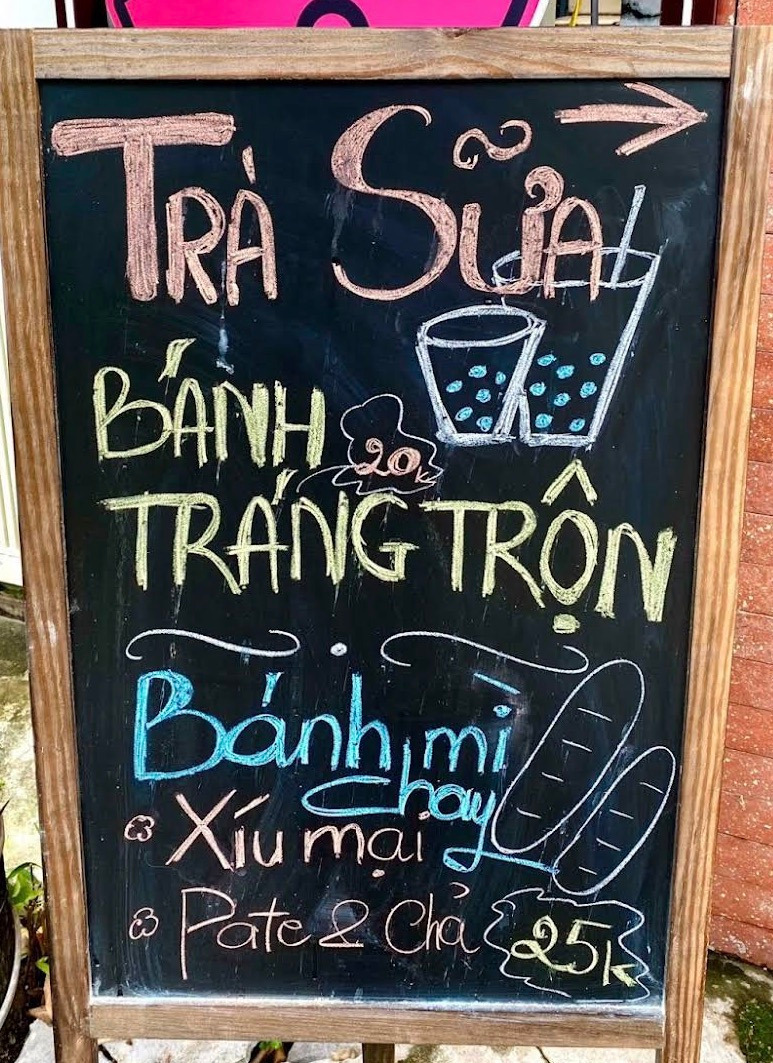 TRÀ SỮA
BÁNH
20k
TRÁNG TRỘN
Bánh mì
chay
Xíu mại
Pate & Chả
25k